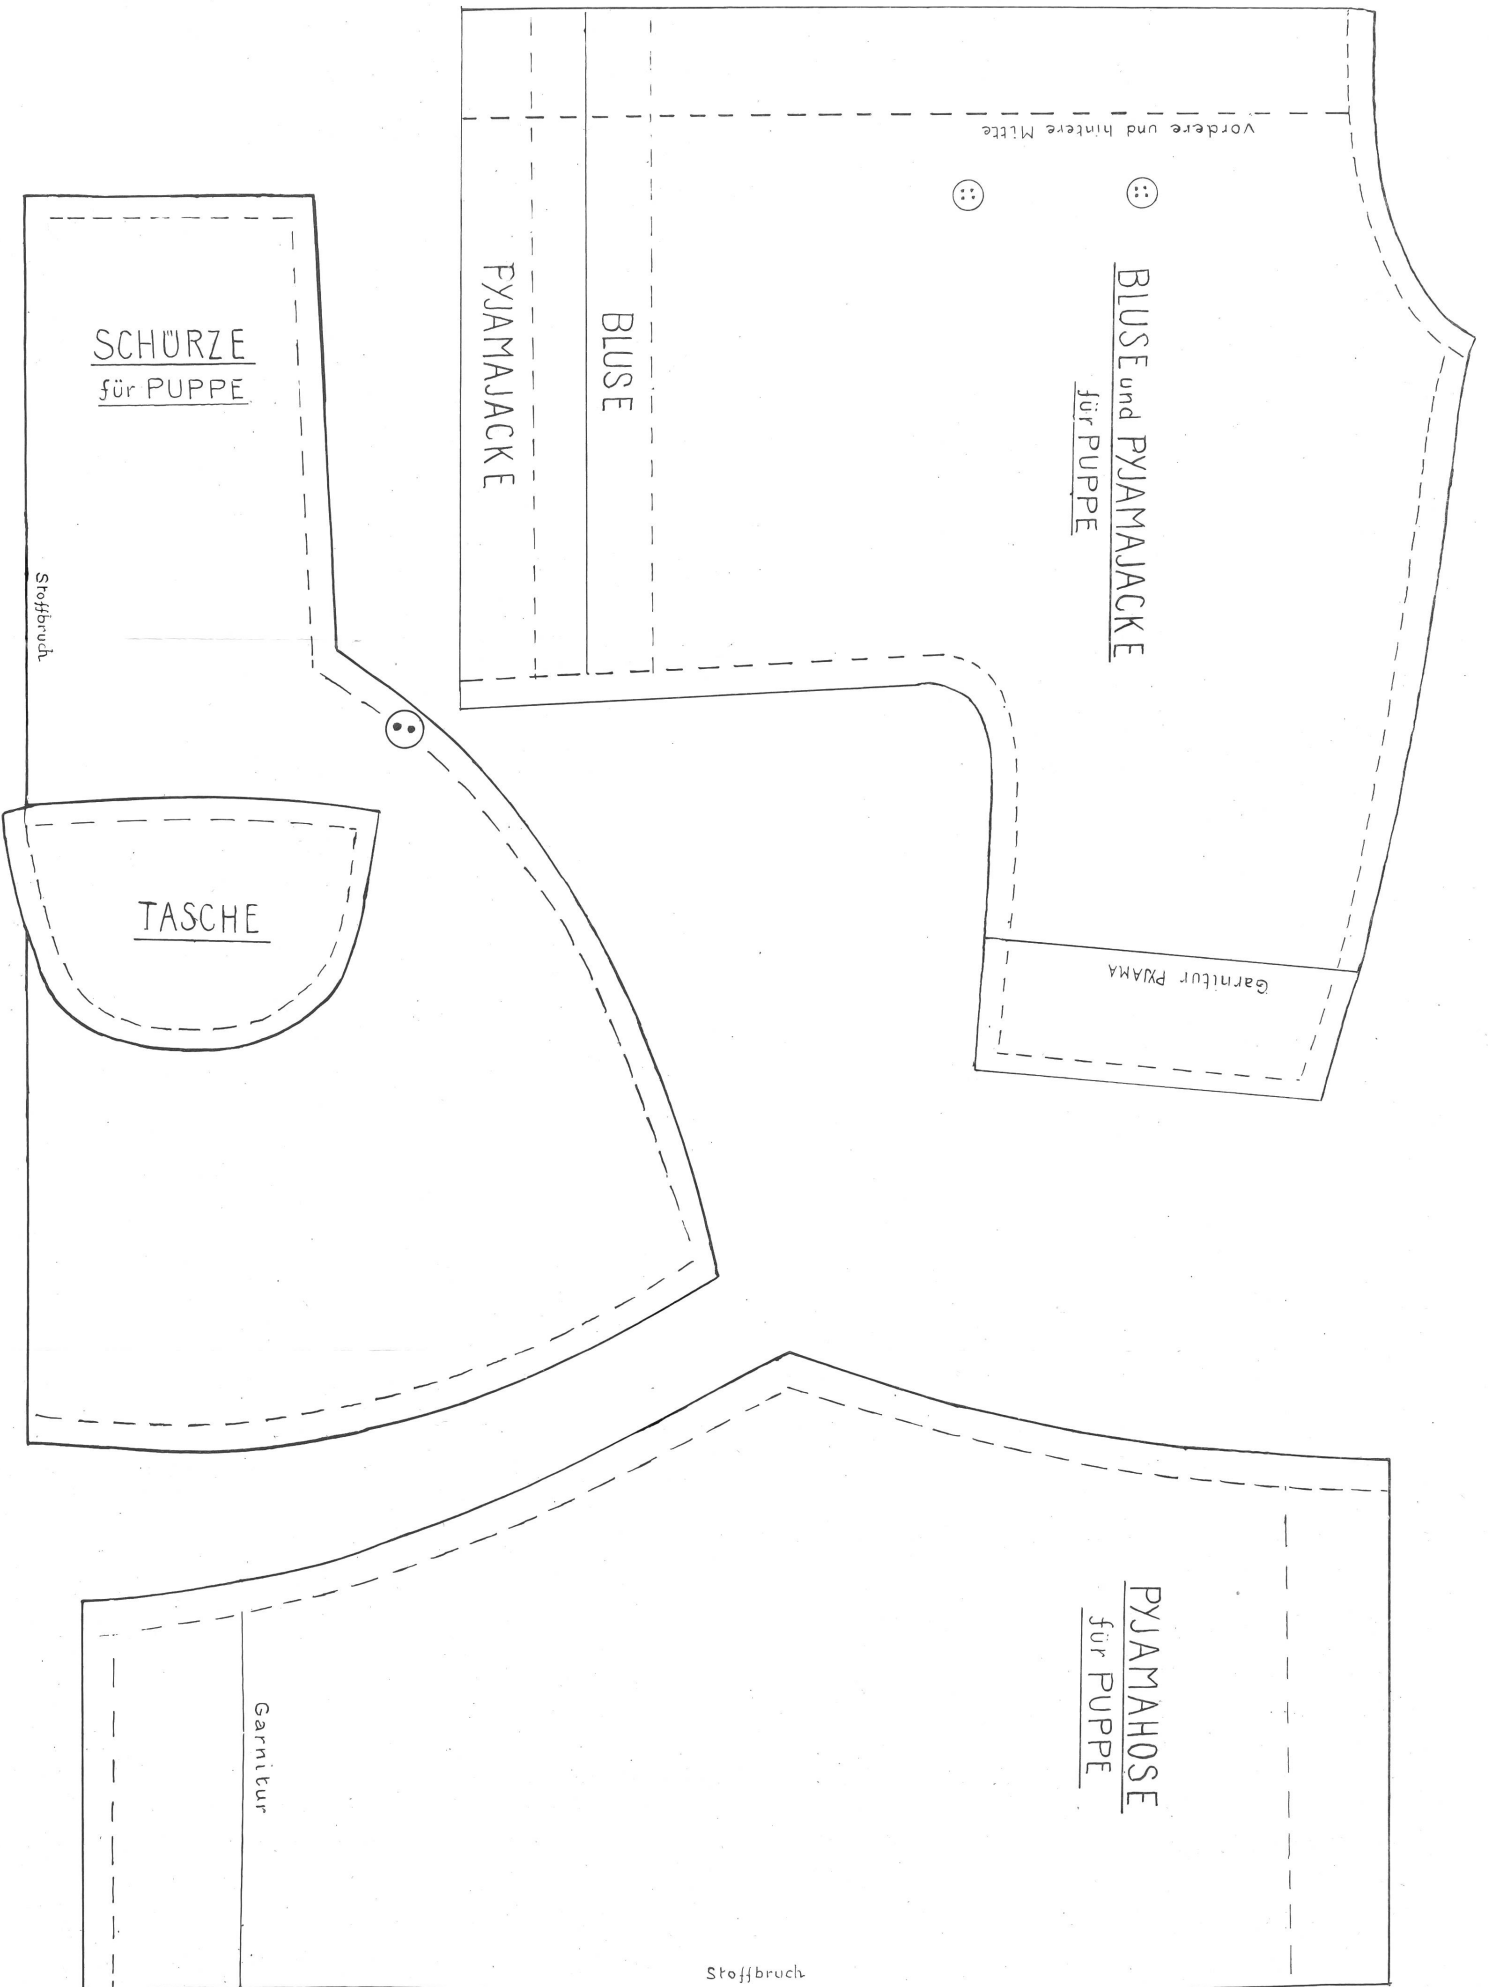 Vordere und hintere Mitte
BLUSE und PYJAMAJACKE
für PUPPE
BLUSE
PYJAMAJACKE
Garnitur PYJAMA
SCHÜRZE
für PUPPE
Stoffbruch
TASCHE
PYJAMAHOSE
für PUPPE
Garnitur
Stoffbruch